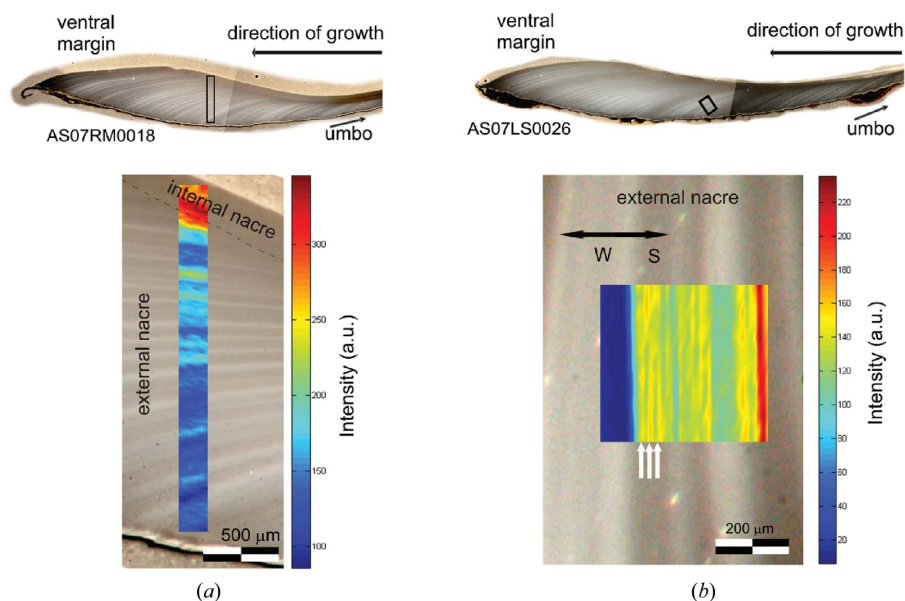 ventral
margin
direction of growth
AS07RM0018
umbo
internal nacre
external nacre
300
250
200
150
100
Intensity (a.u.)
500 µm
(a)
ventral
margin
direction of growth
AS07LS0026
umbo
external nacre
W
S
220
200
180
160
140
120
100
80
60
40
20
Intensity (a.u.)
200 µm
(b)